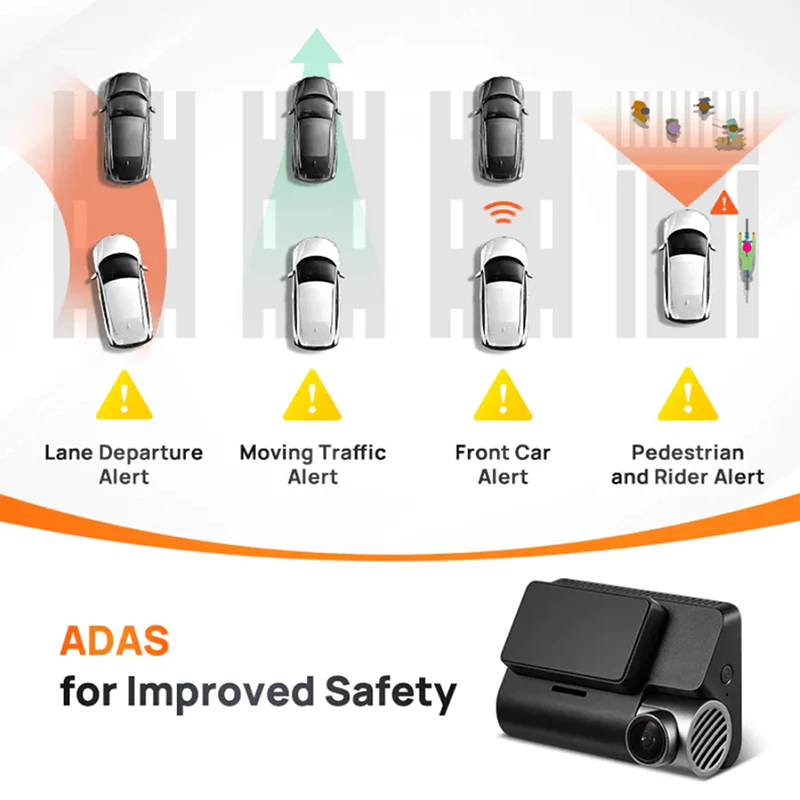 Lane Departure
Alert
Moving Traffic
Alert
Front Car
Alert
Pedestrian
and Rider Alert
ADAS
for Improved Safety